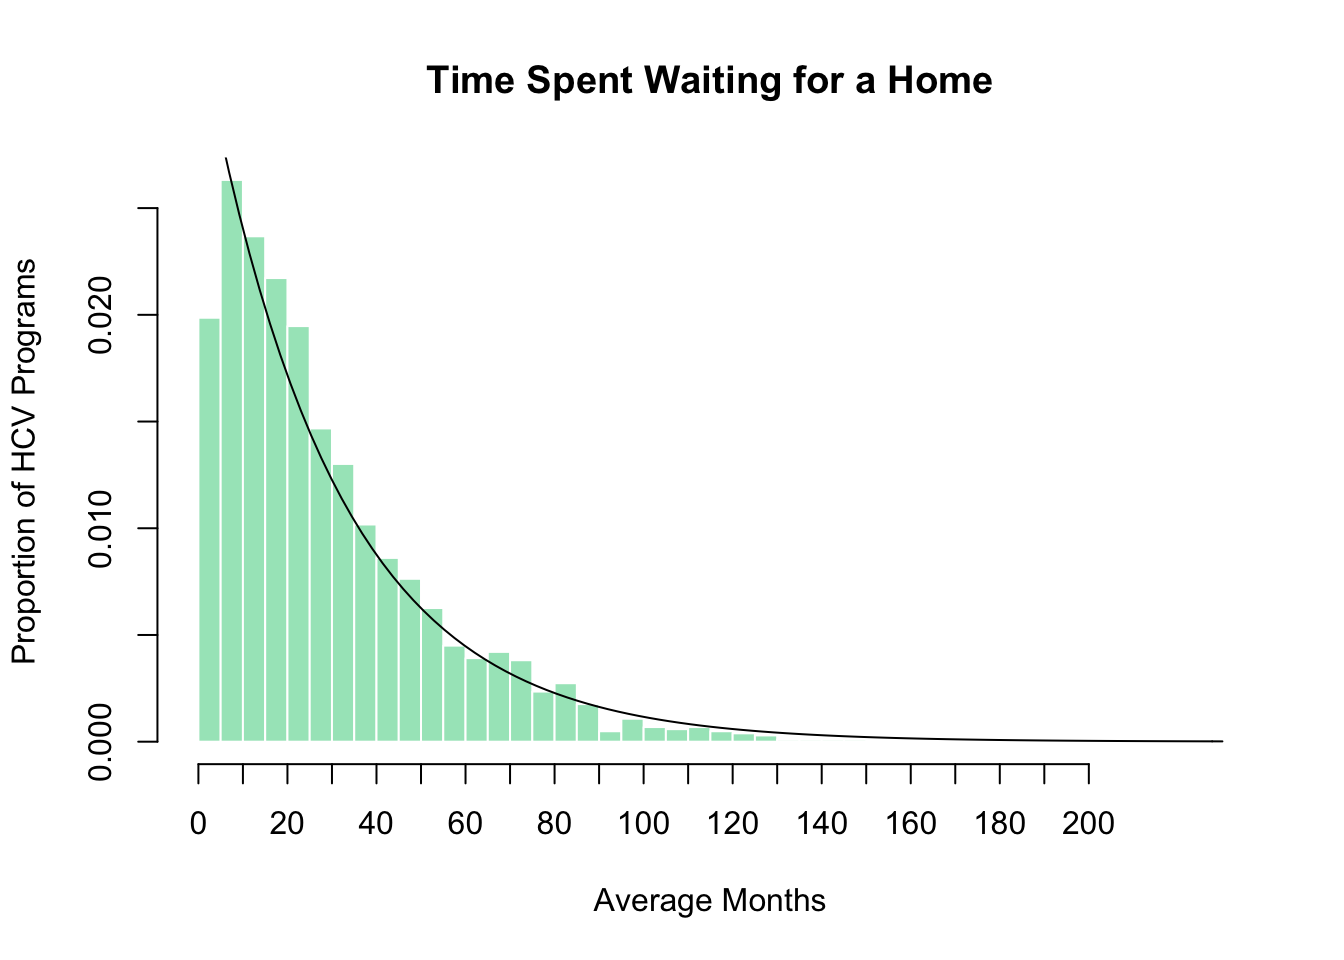 Time Spent Waiting for a Home
Proportion of HCV Programs
0.020
0.010
0.000
0 20 40 60 80 100 120 140 160 180 200
Average Months